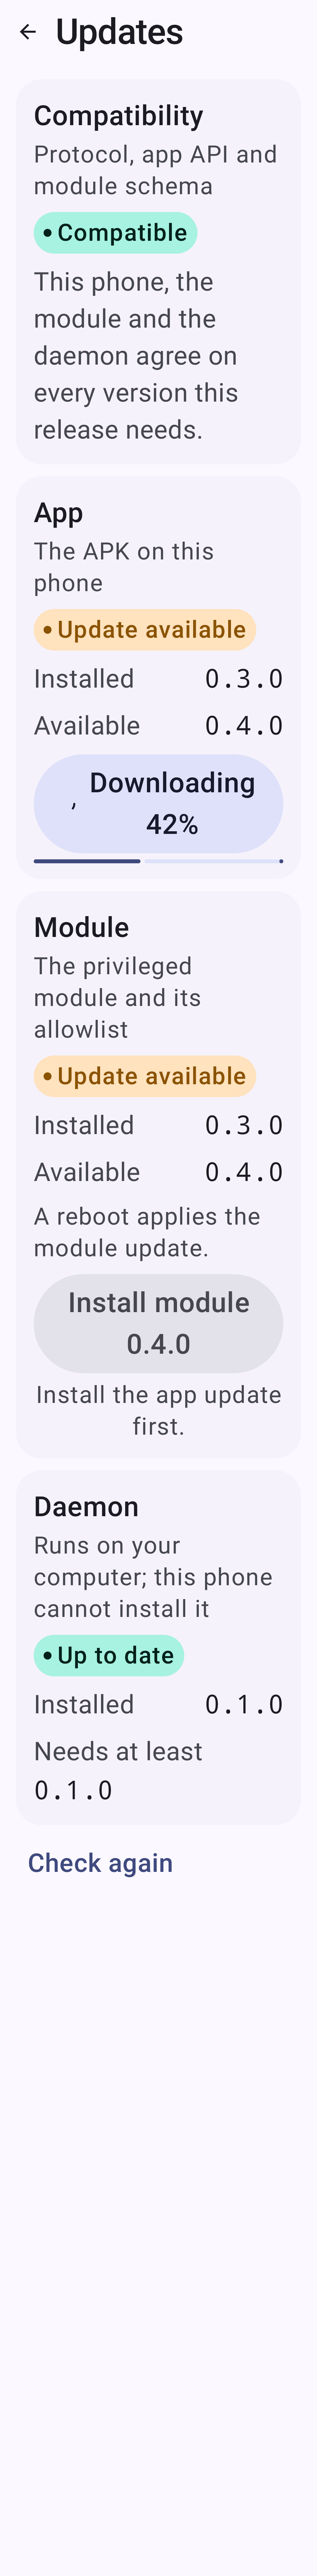 Updates
Compatibility
Protocol, app API and
module schema
• Compatible
This phone, the
module and the
daemon agree on
every version this
release needs.
App
The APK on this
phone
• Update available
Installed 0.3.0
Available 0.4.0
Downloading
42%
Module
The privileged
module and its
allowlist
• Update available
Installed 0.3.0
Available 0.4.0
A reboot applies the
module update.
Install module
0.4.0
Install the app update
first.
Daemon
Runs on your
computer; this phone
cannot install it
• Up to date
Installed 0.1.0
Needs at least
0.1.0
Check again